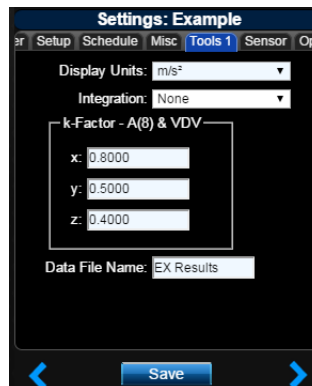 Settings: Example
er Setup Schedule Misc Tools 1 Sensor Op
Display Units: m/s²
Integration: None
k-Factor - A(8) & VDV
x: 0.8000
y: 0.5000
z: 0.4000
Data File Name: EX Results
Save